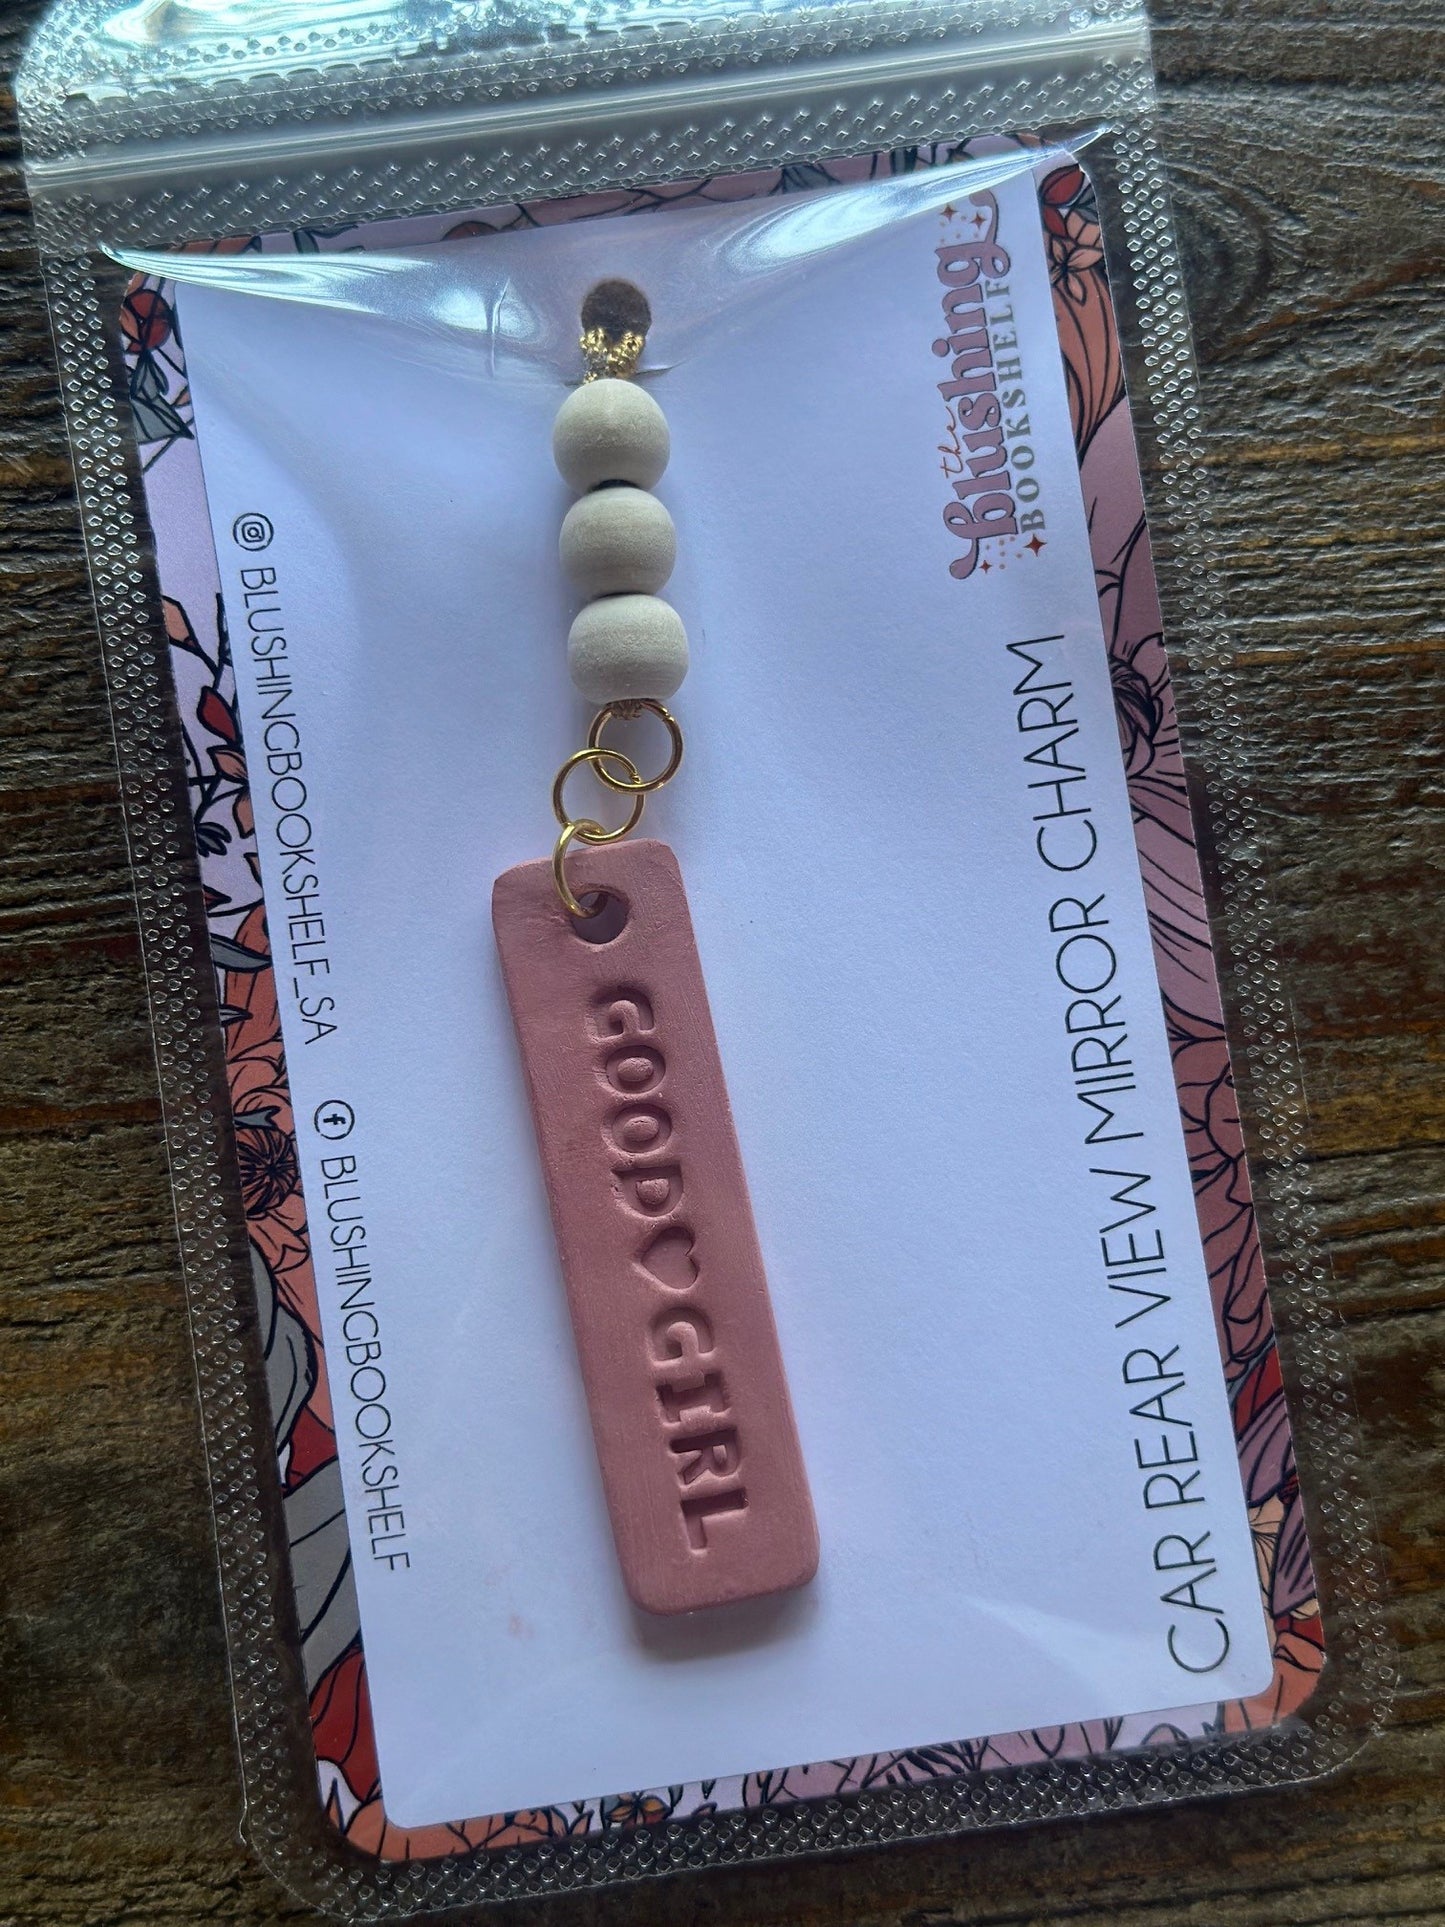 the
blushing
BOOKSHELF
CAR REAR VIEW MIRROR CHARM
GOOD♥GIRL
BLUSHINGBOOKSHELF_SA
BLUSHINGBOOKSHELF